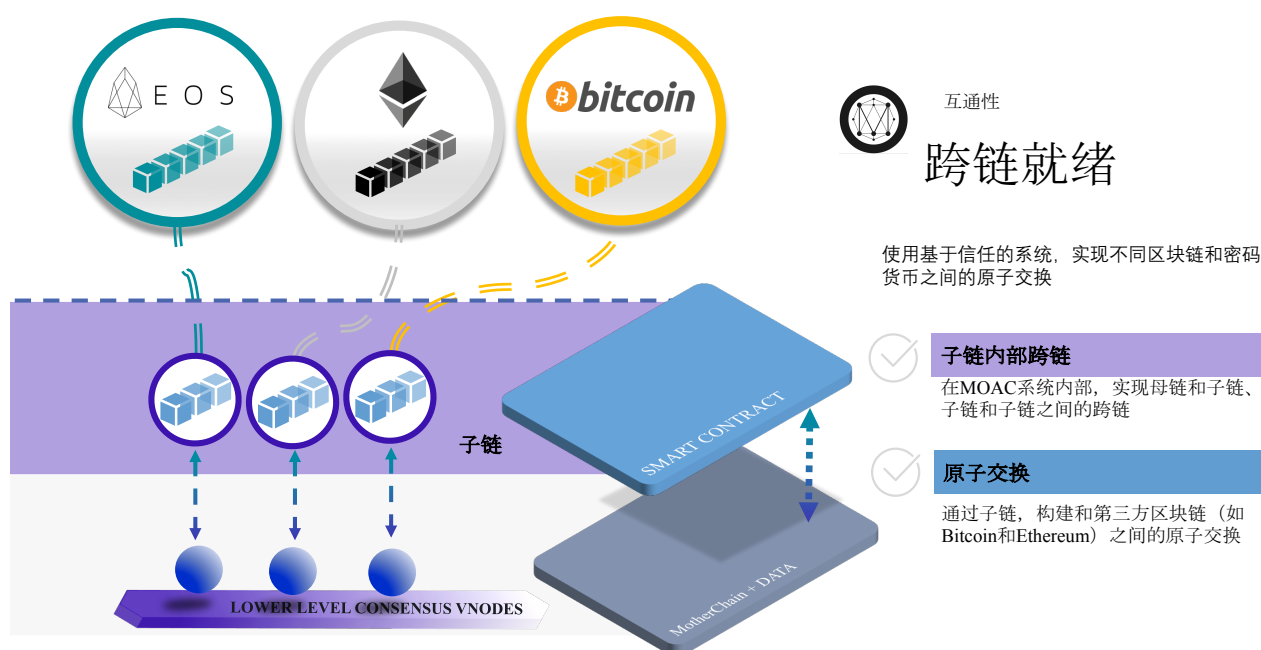 EOS
bitcoin
互通性
跨链就绪
使用基于信任的系统，实现不同区块链和密码
货币之间的原子交换
子链内部跨链
在MOAC系统内部，实现母链和子链、
子链和子链之间的跨链
原子交换
通过子链，构建和第三方区块链（如
Bitcoin和Ethereum）之间的原子交换
子链
SMART CONTRACT
MotherChain + DATA
LOWER LEVEL CONSENSUS VNODES